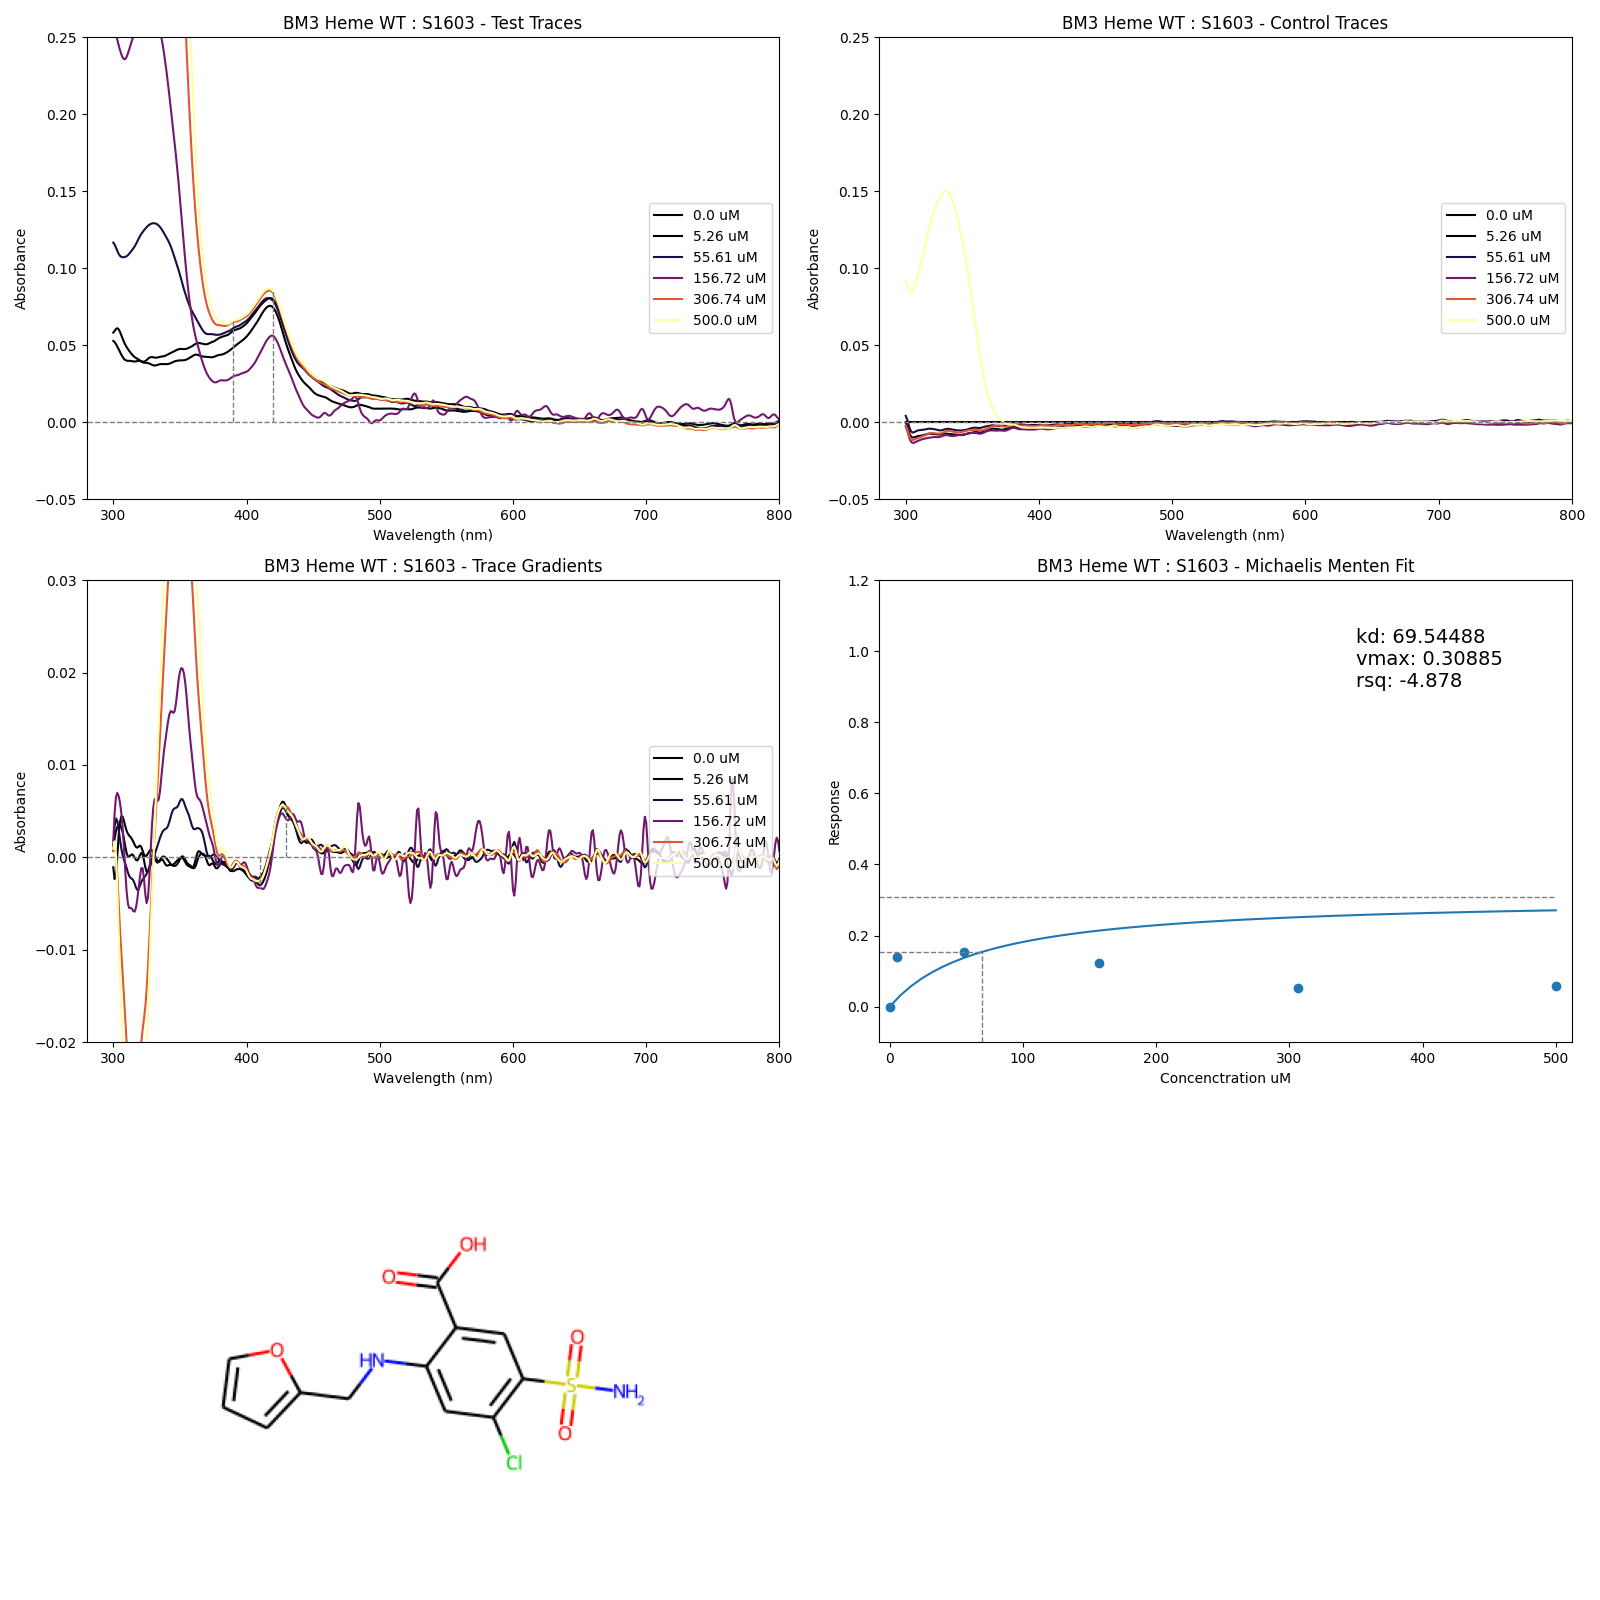 BM3 Heme WT : S1603 - Test Traces
0.25
0.20
0.15
0.10
0.05
0.00
−0.05
Absorbance
300
400
500
600
700
800
Wavelength (nm)
0.0 uM
5.26 uM
55.61 uM
156.72 uM
306.74 uM
500.0 uM
BM3 Heme WT : S1603 - Control Traces
0.25
0.20
0.15
0.10
0.05
0.00
−0.05
Absorbance
300
400
500
600
700
800
Wavelength (nm)
0.0 uM
5.26 uM
55.61 uM
156.72 uM
306.74 uM
500.0 uM
BM3 Heme WT : S1603 - Trace Gradients
0.03
0.02
0.01
0.00
−0.01
−0.02
Absorbance
300
400
500
600
700
800
Wavelength (nm)
0.0 uM
5.26 uM
55.61 uM
156.72 uM
306.74 uM
500.0 uM
BM3 Heme WT : S1603 - Michaelis Menten Fit
1.2
1.0
0.8
0.6
0.4
0.2
0.0
Response
0
100
200
300
400
500
Concenctration uM
kd: 69.54488
vmax: 0.30885
rsq: -4.878
OH
O
O
HN
O
S
NH2
O
Cl